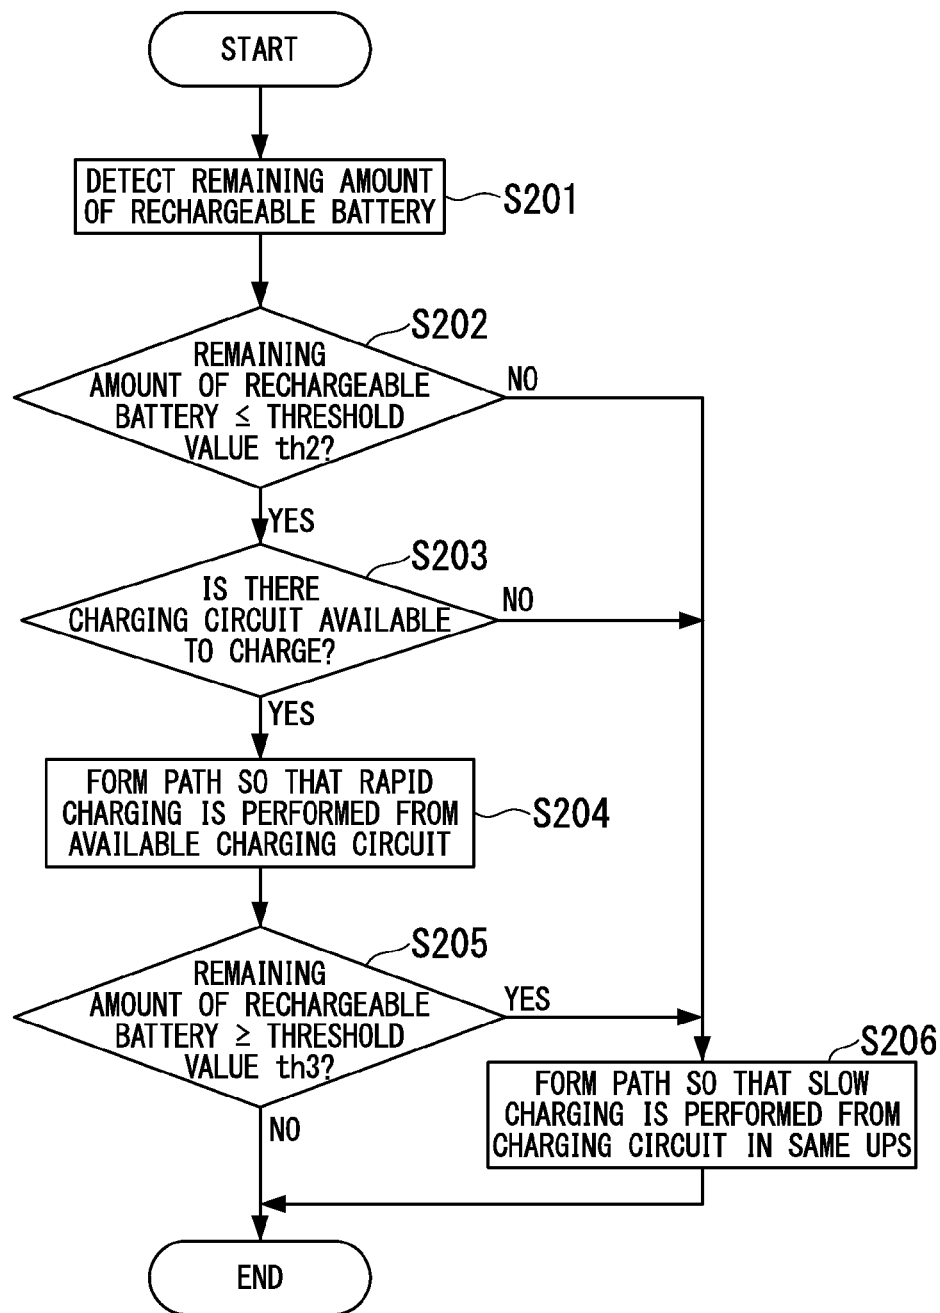 START
DETECT REMAINING AMOUNT
OF RECHARGEABLE BATTERY
S201
S202
REMAINING
AMOUNT OF RECHARGEABLE
BATTERY ≤ THRESHOLD
VALUE th2?
NO
YES
S203
IS THERE
CHARGING CIRCUIT AVAILABLE
TO CHARGE?
NO
YES
FORM PATH SO THAT RAPID
CHARGING IS PERFORMED FROM
AVAILABLE CHARGING CIRCUIT
S204
S205
REMAINING
AMOUNT OF RECHARGEABLE
BATTERY ≥ THRESHOLD
VALUE th3?
YES
NO
S206
FORM PATH SO THAT SLOW
CHARGING IS PERFORMED FROM
CHARGING CIRCUIT IN SAME UPS
END